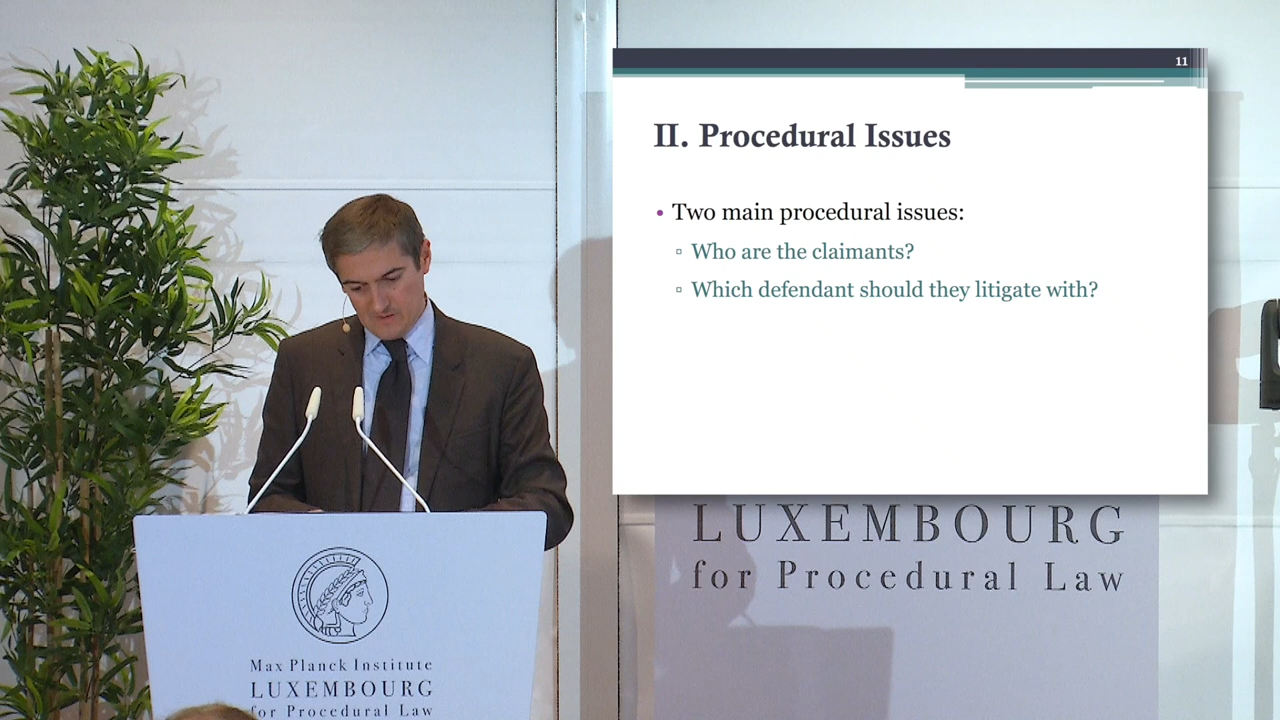 11
II. Procedural Issues
• Two main procedural issues:
▫ Who are the claimants?
▫ Which defendant should they litigate with?
LUXEMBOURG
for Procedural Law
Max Planck Institute
LUXEMBOURG
for Procedural Law